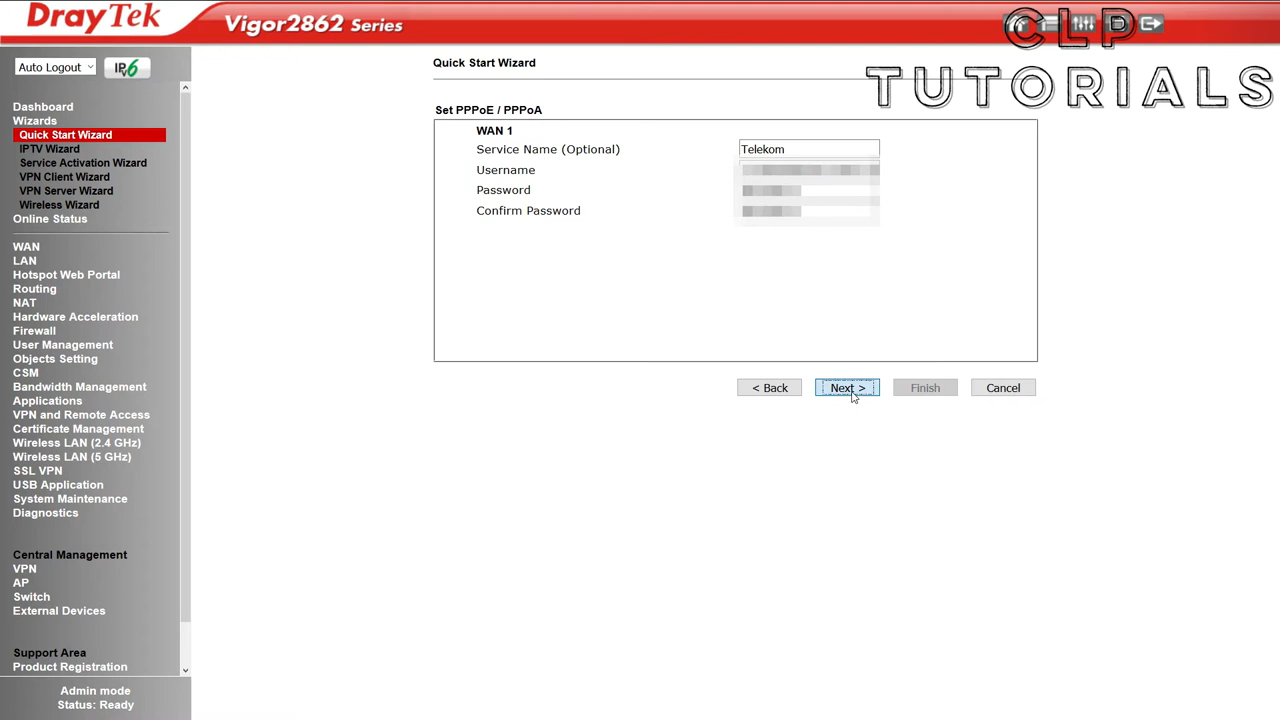 DrayTek
Vigor2862 Series
CLP
TUTORIALS
Auto Logout
IPv6
Dashboard
Wizards
Quick Start Wizard
IPTV Wizard
Service Activation Wizard
VPN Client Wizard
VPN Server Wizard
Wireless Wizard
Online Status
WAN
LAN
Hotspot Web Portal
Routing
NAT
Hardware Acceleration
Firewall
User Management
Objects Setting
CSM
Bandwidth Management
Applications
VPN and Remote Access
Certificate Management
Wireless LAN (2.4 GHz)
Wireless LAN (5 GHz)
SSL VPN
USB Application
System Maintenance
Diagnostics
Central Management
VPN
AP
Switch
External Devices
Support Area
Product Registration
Admin mode
Status: Ready
Quick Start Wizard
Set PPPoE / PPPoA
WAN 1
Service Name (Optional) Telekom
Username
Password
Confirm Password
< Back Next > Finish Cancel